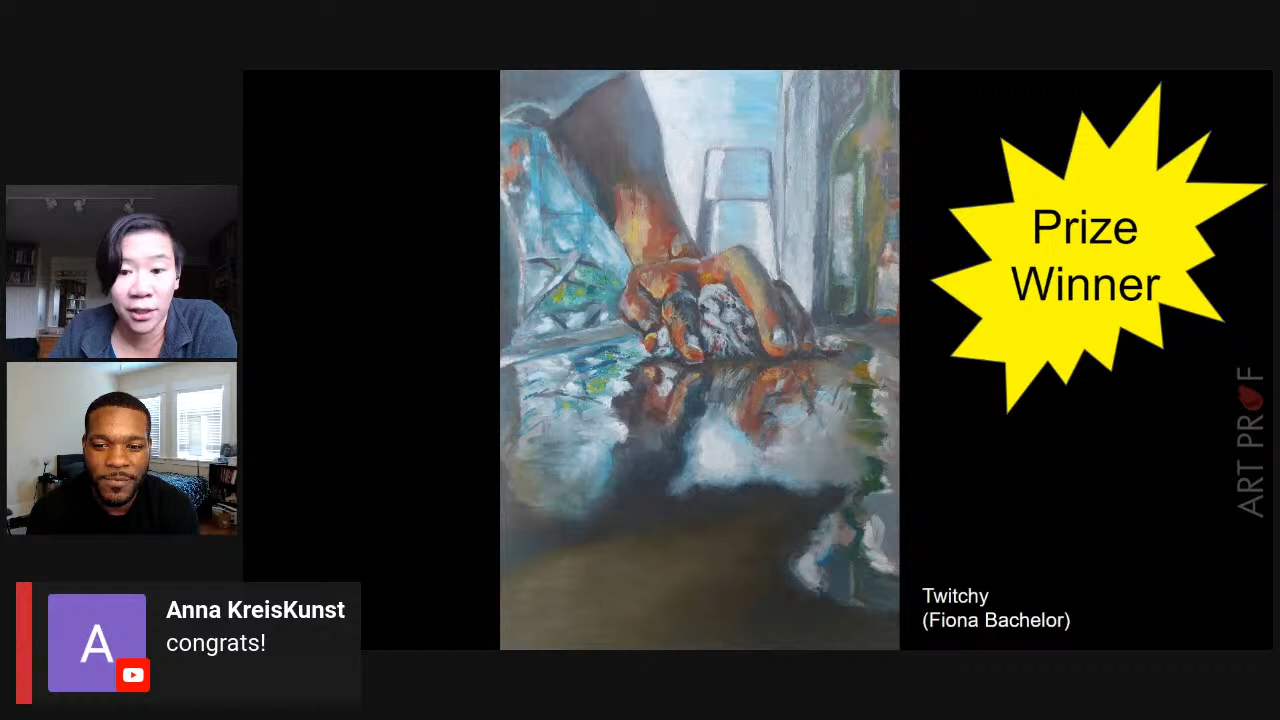 Prize
Winner
ART PROF
Twitchy
(Fiona Bachelor)
Anna KreisKunst
A
congrats!